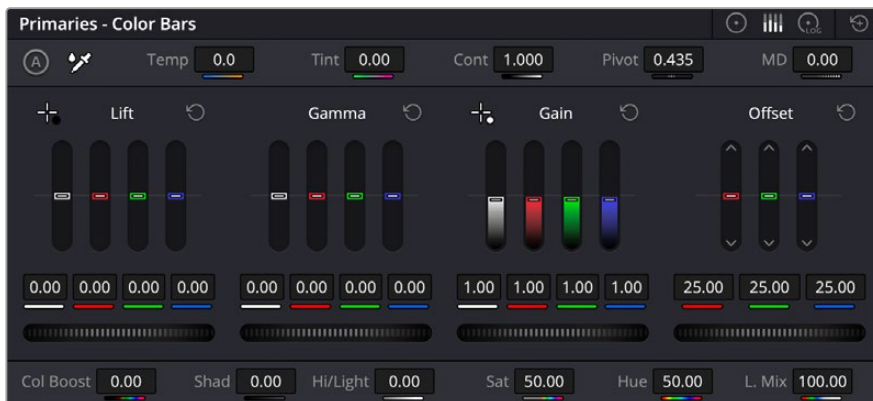 Primaries - Color Bars
LOG
A Temp 0.0 Tint 0.00 Cont 1.000 Pivot 0.435 MD 0.00
Lift Gamma Gain Offset
0.00 0.00 0.00 0.00 0.00 0.00 0.00 0.00 1.00 1.00 1.00 1.00 25.00 25.00 25.00
Col Boost 0.00 Shad 0.00 Hi/Light 0.00 Sat 50.00 Hue 50.00 L. Mix 100.00